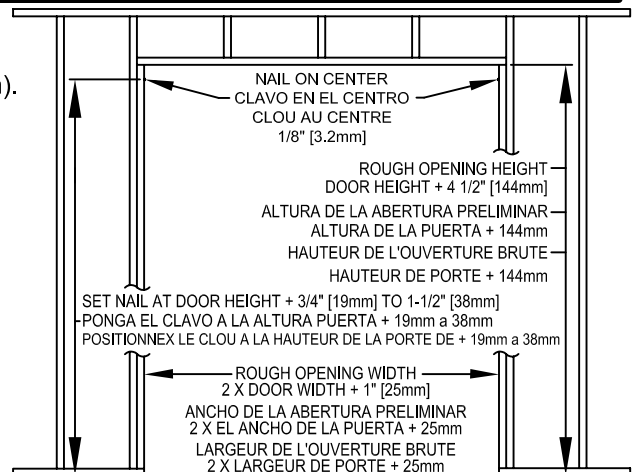 ).
NAIL ON CENTER
CLAVO EN EL CENTRO
CLOU AU CENTRE
1/8" [3.2mm]
ROUGH OPENING HEIGHT
DOOR HEIGHT + 4 1/2" [144mm]
ALTURA DE LA ABERTURA PRELIMINAR
ALTURA DE LA PUERTA + 144mm
HAUTEUR DE L'OUVERTURE BRUTE
HAUTEUR DE PORTE + 144mm
SET NAIL AT DOOR HEIGHT + 3/4" [19mm] TO 1-1/2" [38mm]
PONGA EL CLAVO A LA ALTURA PUERTA + 19mm a 38mm
POSITIONNEX LE CLOU A LA HAUTEUR DE LA PORTE DE + 19mm a 38mm
ROUGH OPENING WIDTH
2 X DOOR WIDTH + 1" [25mm]
ANCHO DE LA ABERTURA PRELIMINAR
2 X EL ANCHO DE LA PUERTA + 25mm
LARGEUR DE L'OUVERTURE BRUTE
2 X LARGEUR DE PORTE + 25mm